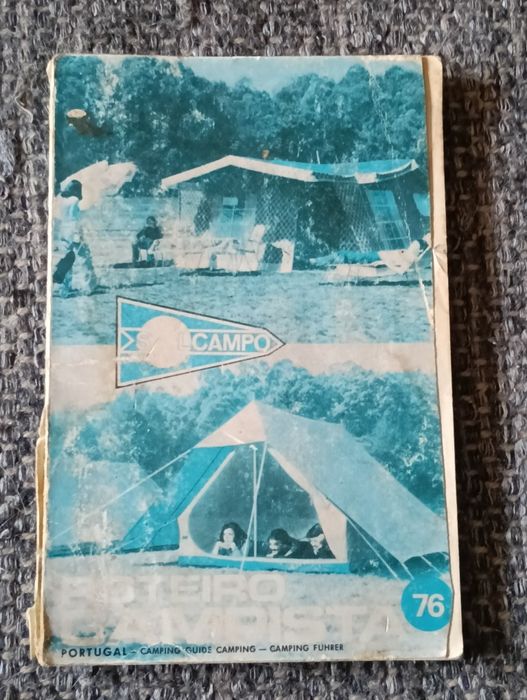 SOLCAMPO
ROTEIRO
CAMPISTA
76
PORTUGAL - CAMPING GUIDE CAMPING - CAMPING FUHRER